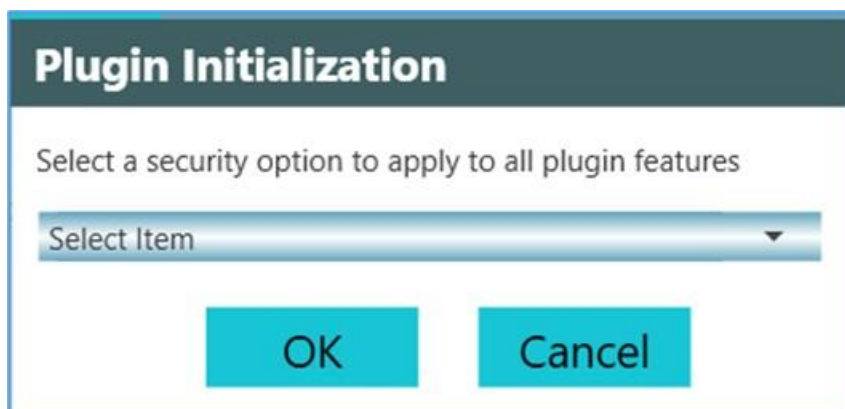 Plugin Initialization
Select a security option to apply to all plugin features
Select Item
OK
Cancel